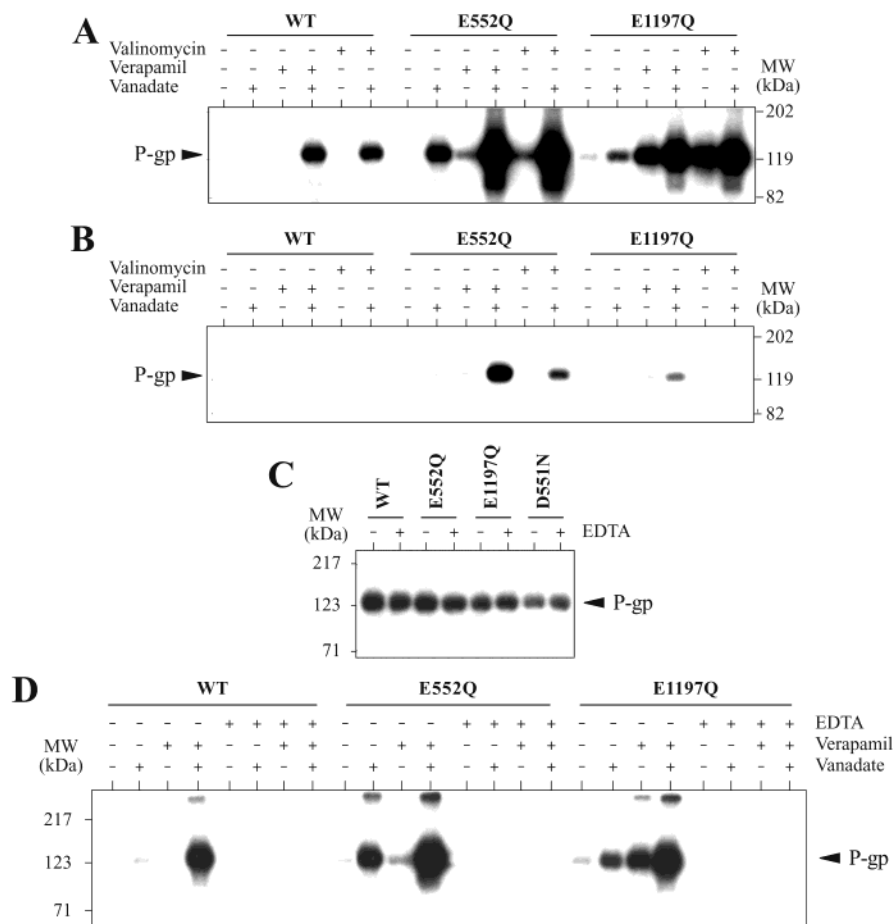 A
WT E552Q E1197Q
Valinomycin – – – – + + – – – – + + – – – – + +
Verapamil – – + + – – – – + + – – – – + + – – MW
Vanadate – + – + – + – + – + – + – + – + – + (kDa)
202
P-gp 119
82
B
WT E552Q E1197Q
Valinomycin – – – – + + – – – – + + – – – – + +
Verapamil – – + + – – – – + + – – – – + + – – MW
Vanadate – + – + – + – + – + – + – + – + – + (kDa)
202
P-gp 119
82
C
WT E552Q E1197Q D551N
MW
(kDa) – + – + – + – + EDTA
217
123 P-gp
71
D
WT E552Q E1197Q
– – – – + + + + – – – – + + + + – – – – + + + + EDTA
MW – – + + – – + + – – + + – – + + – – + + – – + + Verapamil
(kDa) – + – + – + – + – + – + – + – + – + – + – + – + Vanadate
217
123 P-gp
71